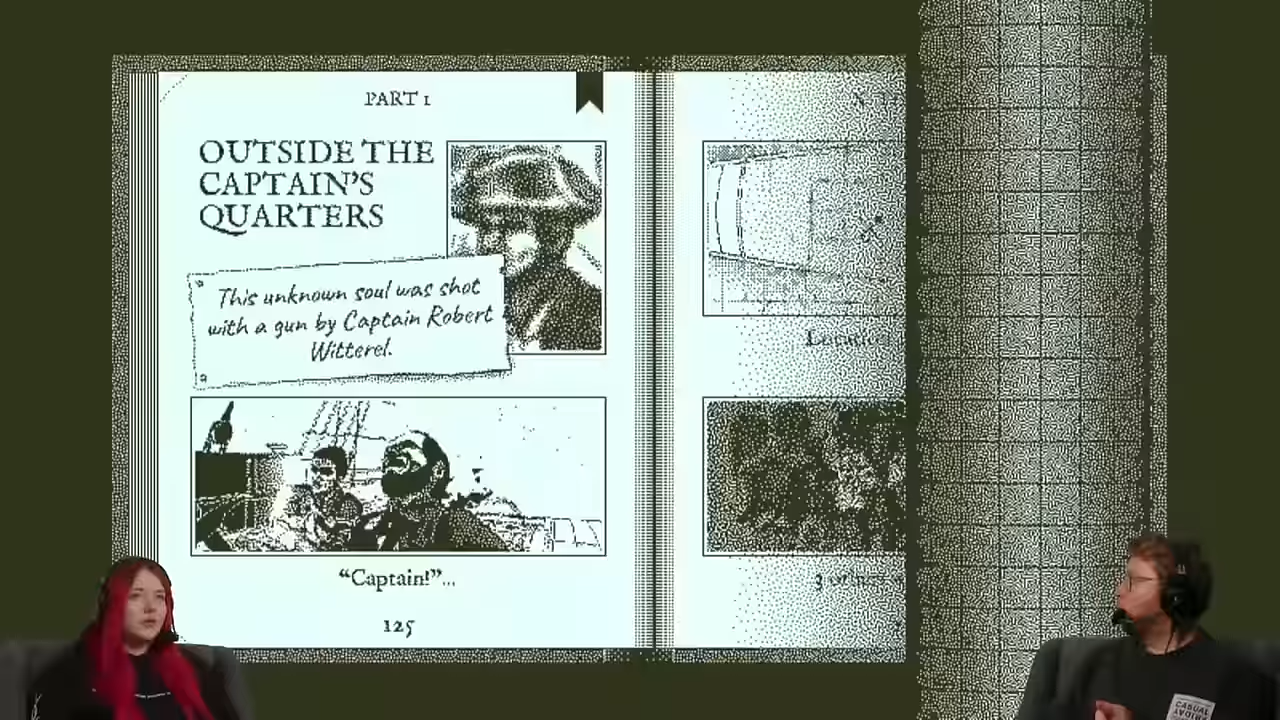 PART 1
OUTSIDE THE
CAPTAIN'S
QUARTERS
This unknown soul was shot
with a gun by Captain Robert
Witterel.
"Captain!"...
125
CASUAL